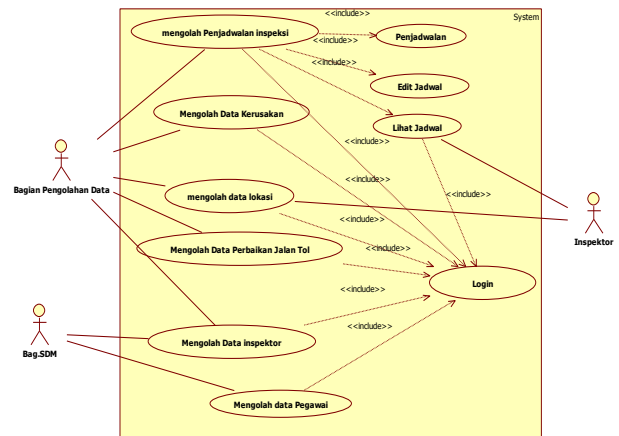 System
<<include>>
mengolah Penjadwalan inspeksi
<<include>>
Penjadwalan
<<include>>
Edit Jadwal
Mengolah Data Kerusakan
Lihat Jadwal
<<include>>
Bagian Pengolahan Data
<<include>>
mengolah data lokasi
<<include>>
Inspektor
Mengolah Data Perbaikan Jalan Tol
<<include>>
Login
<<include>>
<<include>>
Mengolah Data inspektor
Bag.SDM
Mengolah data Pegawai